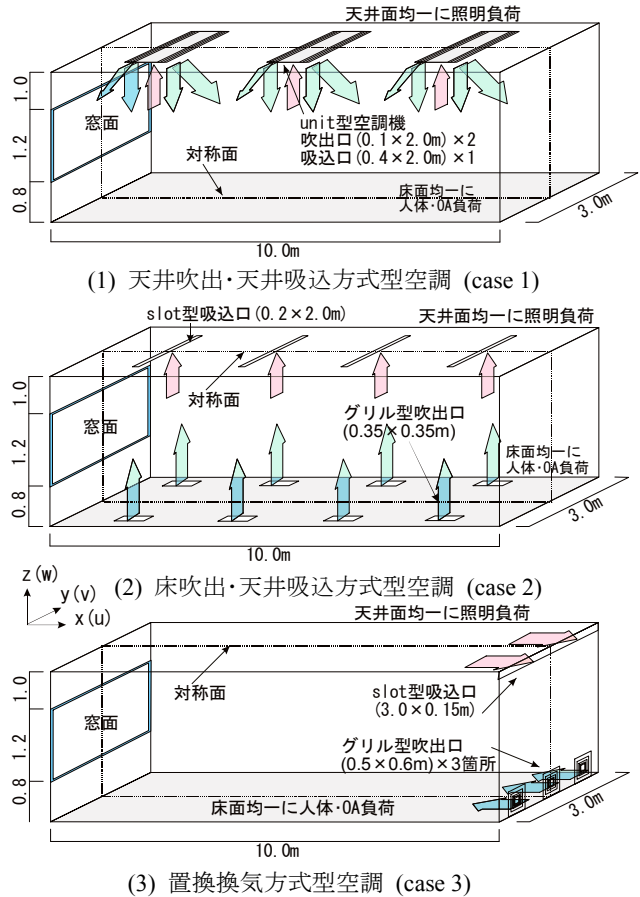 天井面均一に照明負荷
1.0
窓面
unit型空調機
吹出口(0.1×2.0m)×2
吸込口(0.4×2.0m)×1
1.2
対称面
0.8
床面均一に
人体・OA負荷
3.0m
10.0m
(1) 天井吹出・天井吸込方式型空調 (case 1)
slot型吸込口(0.2×2.0m)
天井面均一に照明負荷
対称面
1.0
窓面
グリル型吹出口
(0.35×0.35m)
1.2
床面均一に
人体・OA負荷
0.8
3.0m
10.0m
(2) 床吹出・天井吸込方式型空調 (case 2)
z(w)
y(v)
x(u)
天井面均一に照明負荷
1.0
対称面
slot型吸込口
(3.0×0.15m)
窓面
1.2
グリル型吹出口
(0.5×0.6m)×3箇所
0.8
床面均一に人体・OA負荷
3.0m
10.0m
(3) 置換換気方式型空調 (case 3)